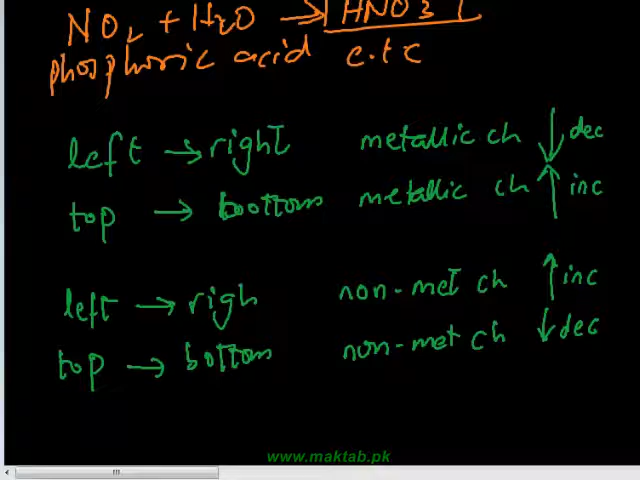 NO2 + H2O → HNO3
phosphoric acid e.t c
left → right metallic ch ↓ dec
top → bottom metallic ch ↑ inc
left → righ non-met ch ↑ inc
top → bottom non-met ch ↓ dec
www.maktab.pk